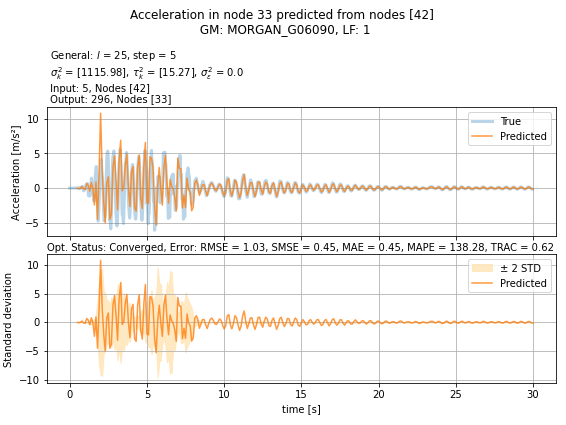 Acceleration in node 33 predicted from nodes [42]
GM: MORGAN_G06090, LF: 1
General: l = 25, step = 5
σ²ₖ = [1115.98], τ²ₖ = [15.27], σ²ε = 0.0
Input: 5, Nodes [42]
Output: 296, Nodes [33]
Acceleration [m/s²]
10
5
0
−5
True
Predicted
Opt. Status: Converged, Error: RMSE = 1.03, SMSE = 0.45, MAE = 0.45, MAPE = 138.28, TRAC = 0.62
Standard deviation
10
5
0
−5
−10
± 2 STD
Predicted
0 5 10 15 20 25 30
time [s]